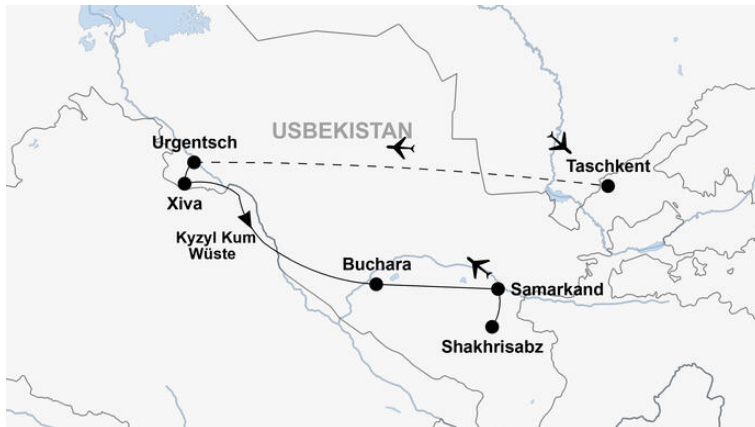 USBEKISTAN
Urgentsch
Taschkent
Xiva
Kyzyl Kum
Wüste
Buchara
Samarkand
Shakhrisabz